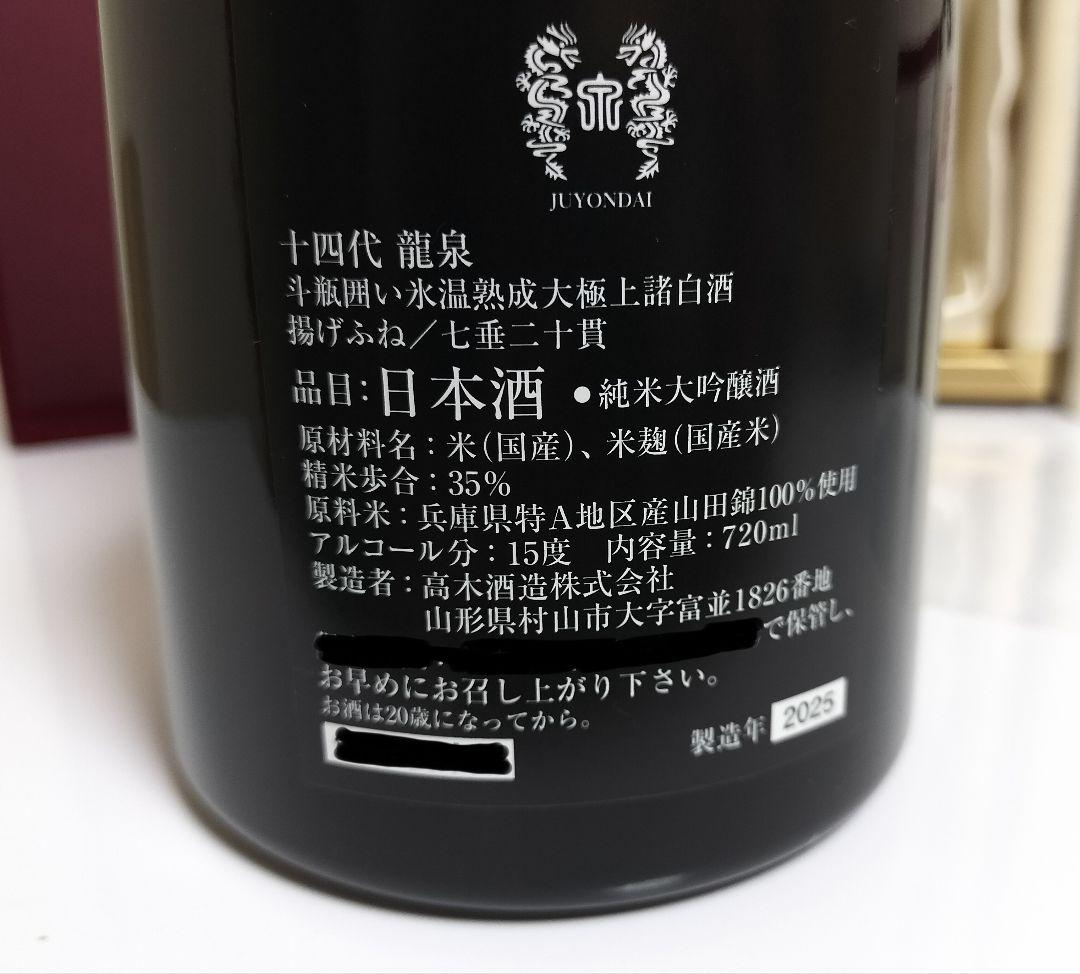 泉
JUYONDAI
十四代 龍泉
斗瓶囲い氷温熟成大極上諸白酒
揚げふね／七垂二十貫
品目：日本酒 ●純米大吟醸酒
原材料名：米（国産）、米麹（国産米）
精米歩合：35%
原料米：兵庫県特A地区産山田錦100%使用
アルコール分：15度　内容量：720ml
製造者：高木酒造株式会社
山形県村山市大字富並1826番地
で保管し、
お早めにお召し上がり下さい。
お酒は20歳になってから。
製造年 2025